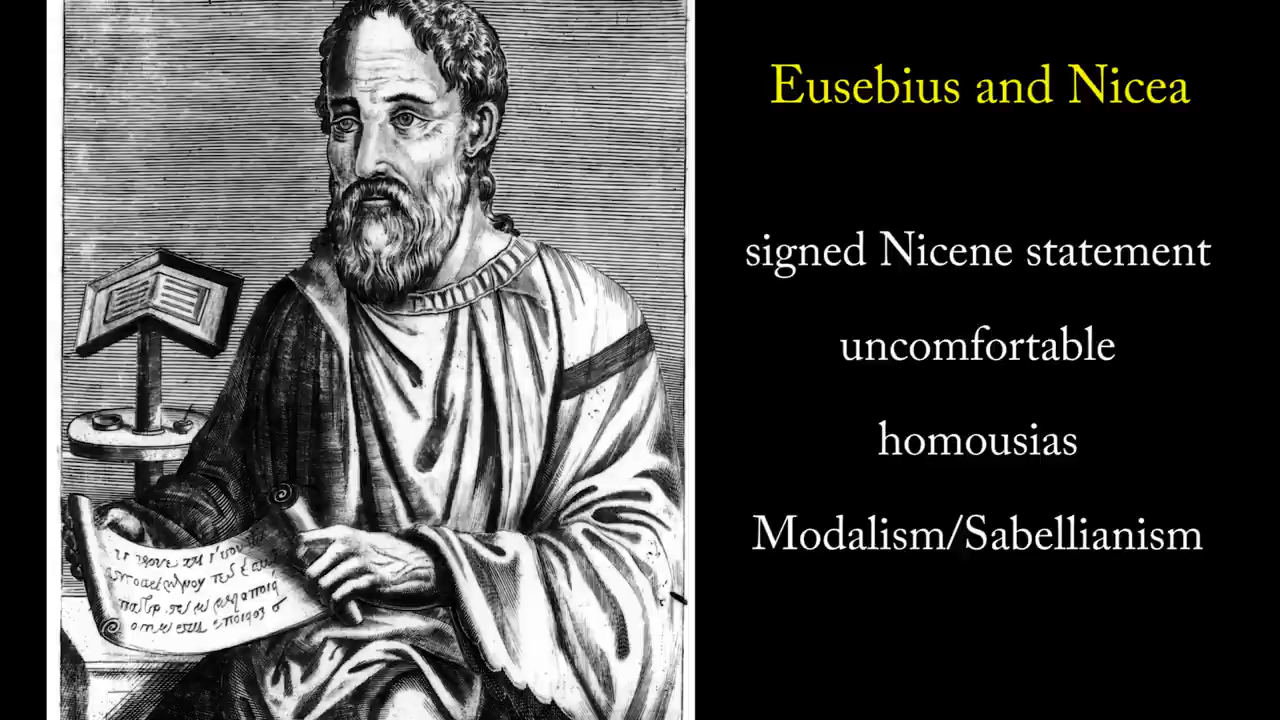 Eusebius and Nicea
signed Nicene statement
uncomfortable
homousias
Modalism/Sabellianism